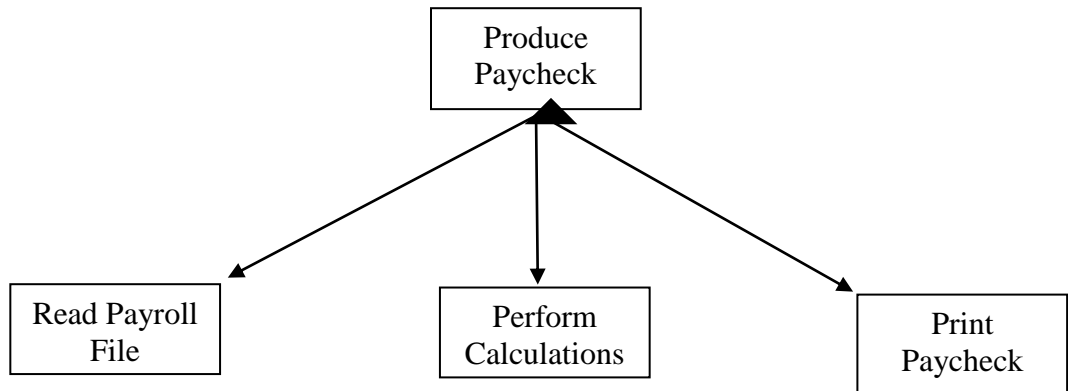 Produce
Paycheck
Read Payroll
File
Perform
Calculations
Print
Paycheck